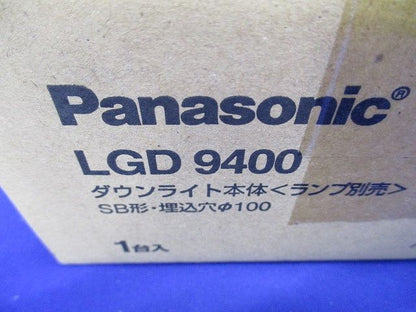 Panasonic®
LGD 9400
ダウンライト本体＜ランプ別売＞
SB形・埋込穴φ100
1台入